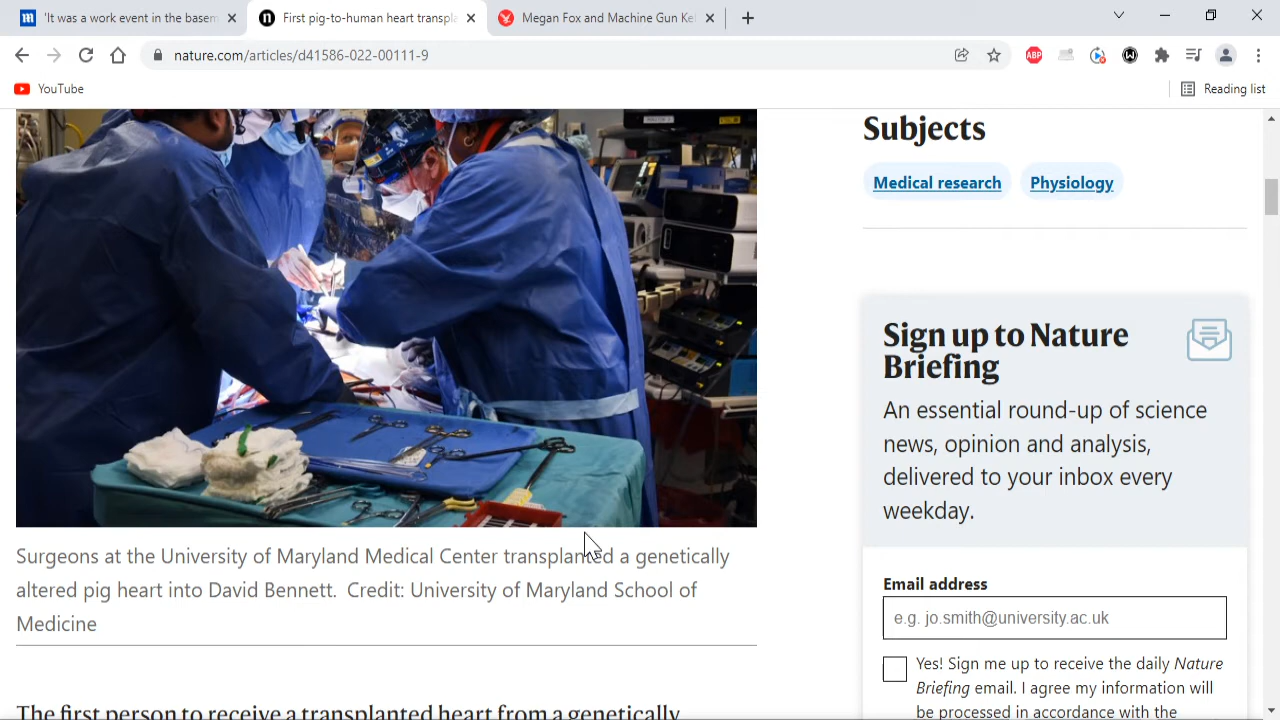 'It was a work event in the basem
First pig-to-human heart transpla
Megan Fox and Machine Gun Kel
nature.com/articles/d41586-022-00111-9
ABP
YouTube
Reading list
Subjects
Medical research
Physiology
Sign up to Nature
Briefing
An essential round-up of science
news, opinion and analysis,
delivered to your inbox every
weekday.
Surgeons at the University of Maryland Medical Center transplanted a genetically
altered pig heart into David Bennett. Credit: University of Maryland School of
Medicine
Email address
e.g. jo.smith@university.ac.uk
Yes! Sign me up to receive the daily Nature
Briefing email. I agree my information will
be processed in accordance with the
The first person to receive a transplanted heart from a genetically